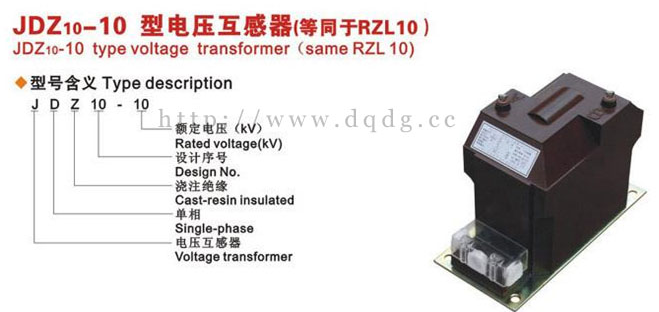 JDZ10-10 型电压互感器(等同于RZL10)
JDZ10-10 type voltage transformer (same RZL 10)
型号含义 Type description
J D Z 10 - 10
http://www.dqdg.cc
额定电压（kV）
Rated voltage(kV)
设计序号
Design No.
浇注绝缘
Cast-resin insulated
单相
Single-phase
电压互感器
Voltage transformer